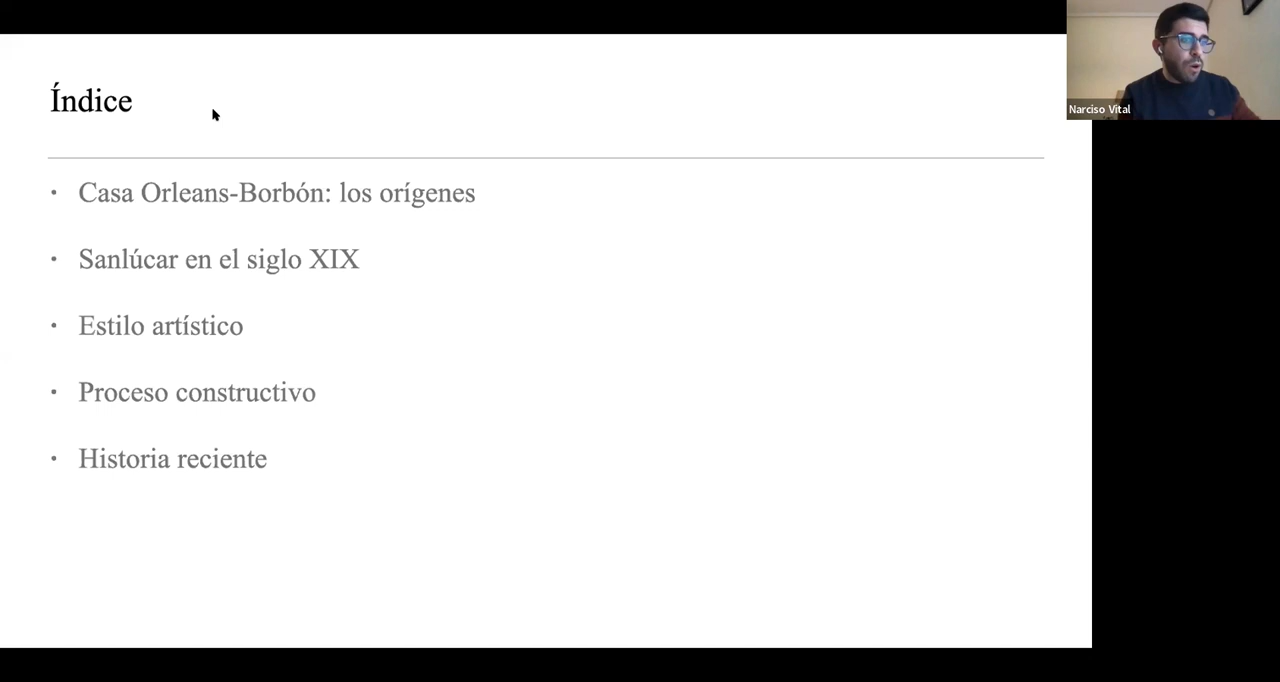 Índice
Narciso Vital
• Casa Orleans-Borbón: los orígenes
• Sanlúcar en el siglo XIX
• Estilo artístico
• Proceso constructivo
• Historia reciente